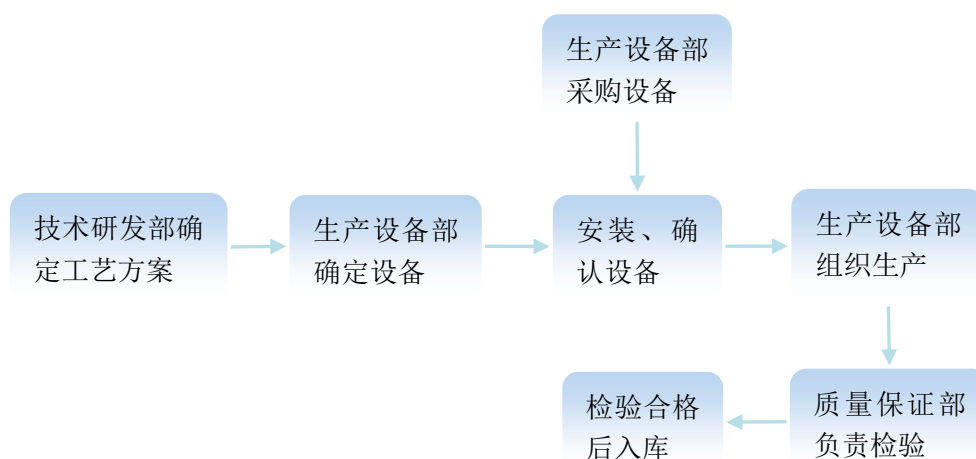 生产设备部
采购设备
技术研发部确
定工艺方案
生产设备部
确定设备
安装、确
认设备
生产设备部
组织生产
检验合格
后入库
质量保证部
负责检验